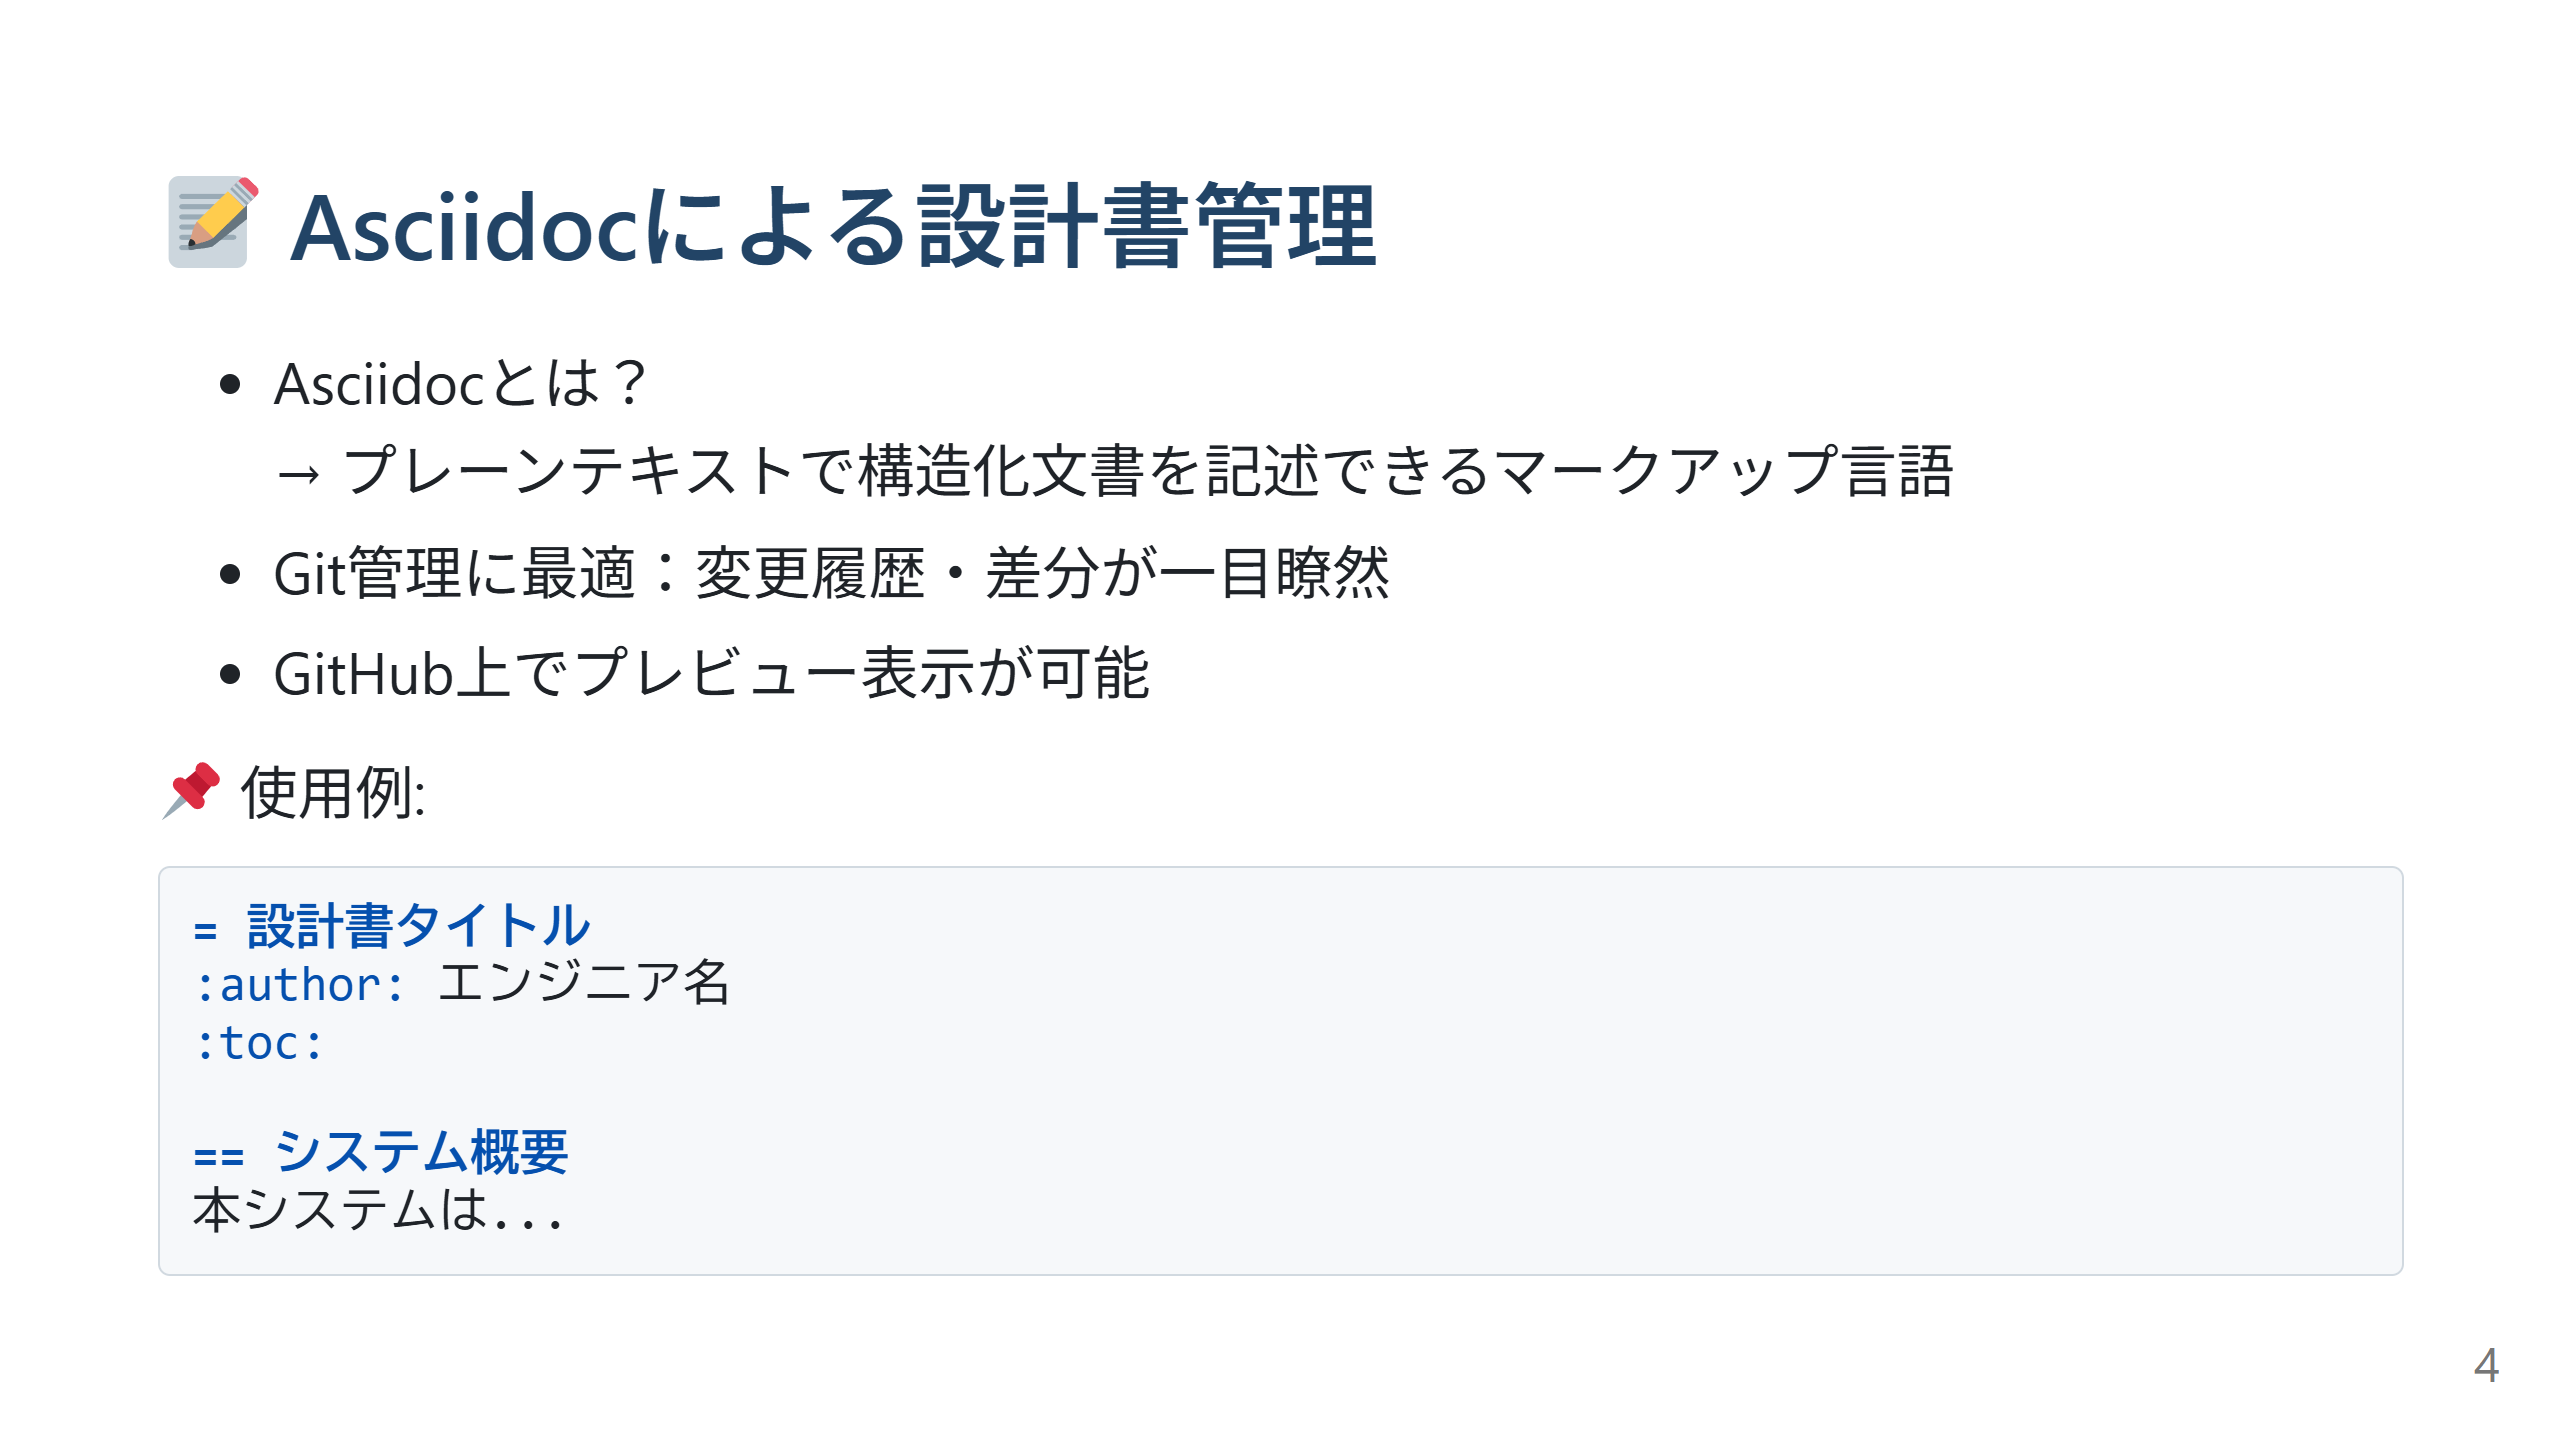 📝 Asciidocによる設計書管理
• Asciidocとは？
→ プレーンテキストで構造化文書を記述できるマークアップ言語
• Git管理に最適：変更履歴・差分が一目瞭然
• GitHub上でプレビュー表示が可能
📌 使用例:
= 設計書タイトル
:author: エンジニア名
:toc:
== システム概要
本システムは...
4